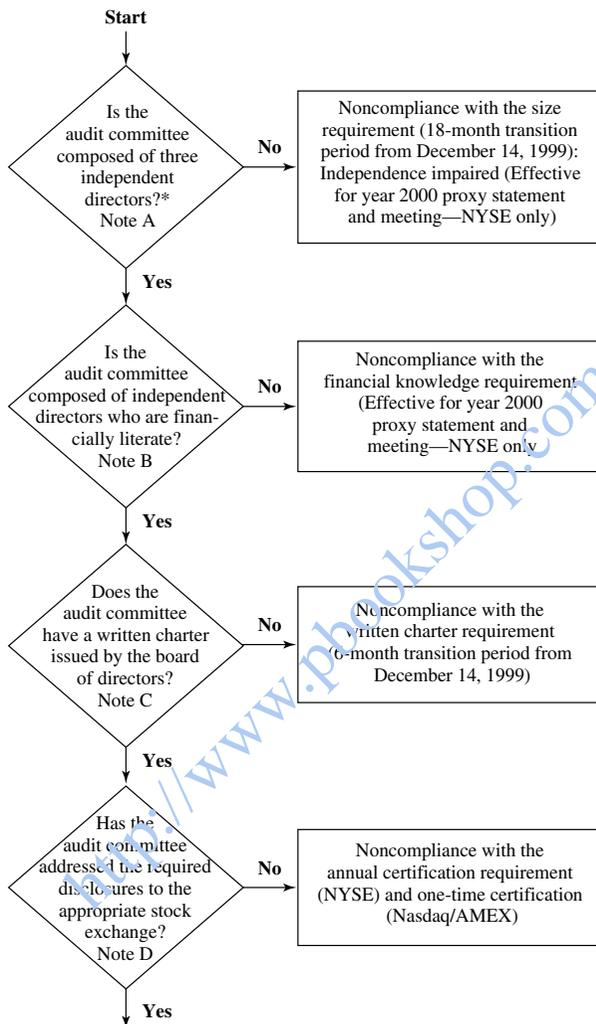 Start
Is the
audit committee
composed of three
independent
directors?*
Note A
No
Noncompliance with the size
requirement (18-month transition
period from December 14, 1999):
Independence impaired (Effective
for year 2000 proxy statement
and meeting—NYSE only)
Yes
Is the
audit committee
composed of independent
directors who are finan-
cially literate?
Note B
No
Noncompliance with the
financial knowledge requirement
(Effective for year 2000
proxy statement and
meeting—NYSE only
Yes
Does the
audit committee
have a written charter
issued by the board
of directors?
Note C
No
Noncompliance with the
written charter requirement
(6-month transition period from
December 14, 1999)
Yes
Has the
audit committee
addressed the required
disclosures to the
appropriate stock
exchange?
Note D
No
Noncompliance with the
annual certification requirement
(NYSE) and one-time certification
(Nasdaq/AMEX)
Yes
http://www.pbookshop.com